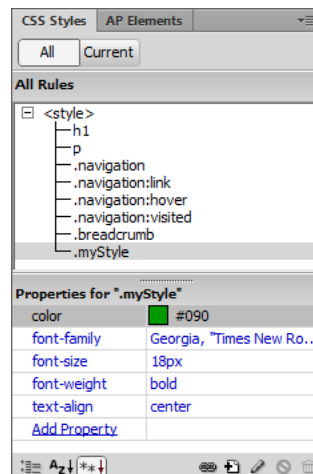 CSS Styles AP Elements
All Current
All Rules
<style>
h1
p
.navigation
.navigation:link
.navigation:hover
.navigation:visited
.breadcrumb
.myStyle
Properties for ".myStyle"
color #090
font-family Georgia, "Times New Ro...
font-size 18px
font-weight bold
text-align center
Add Property
Az↓ **↓